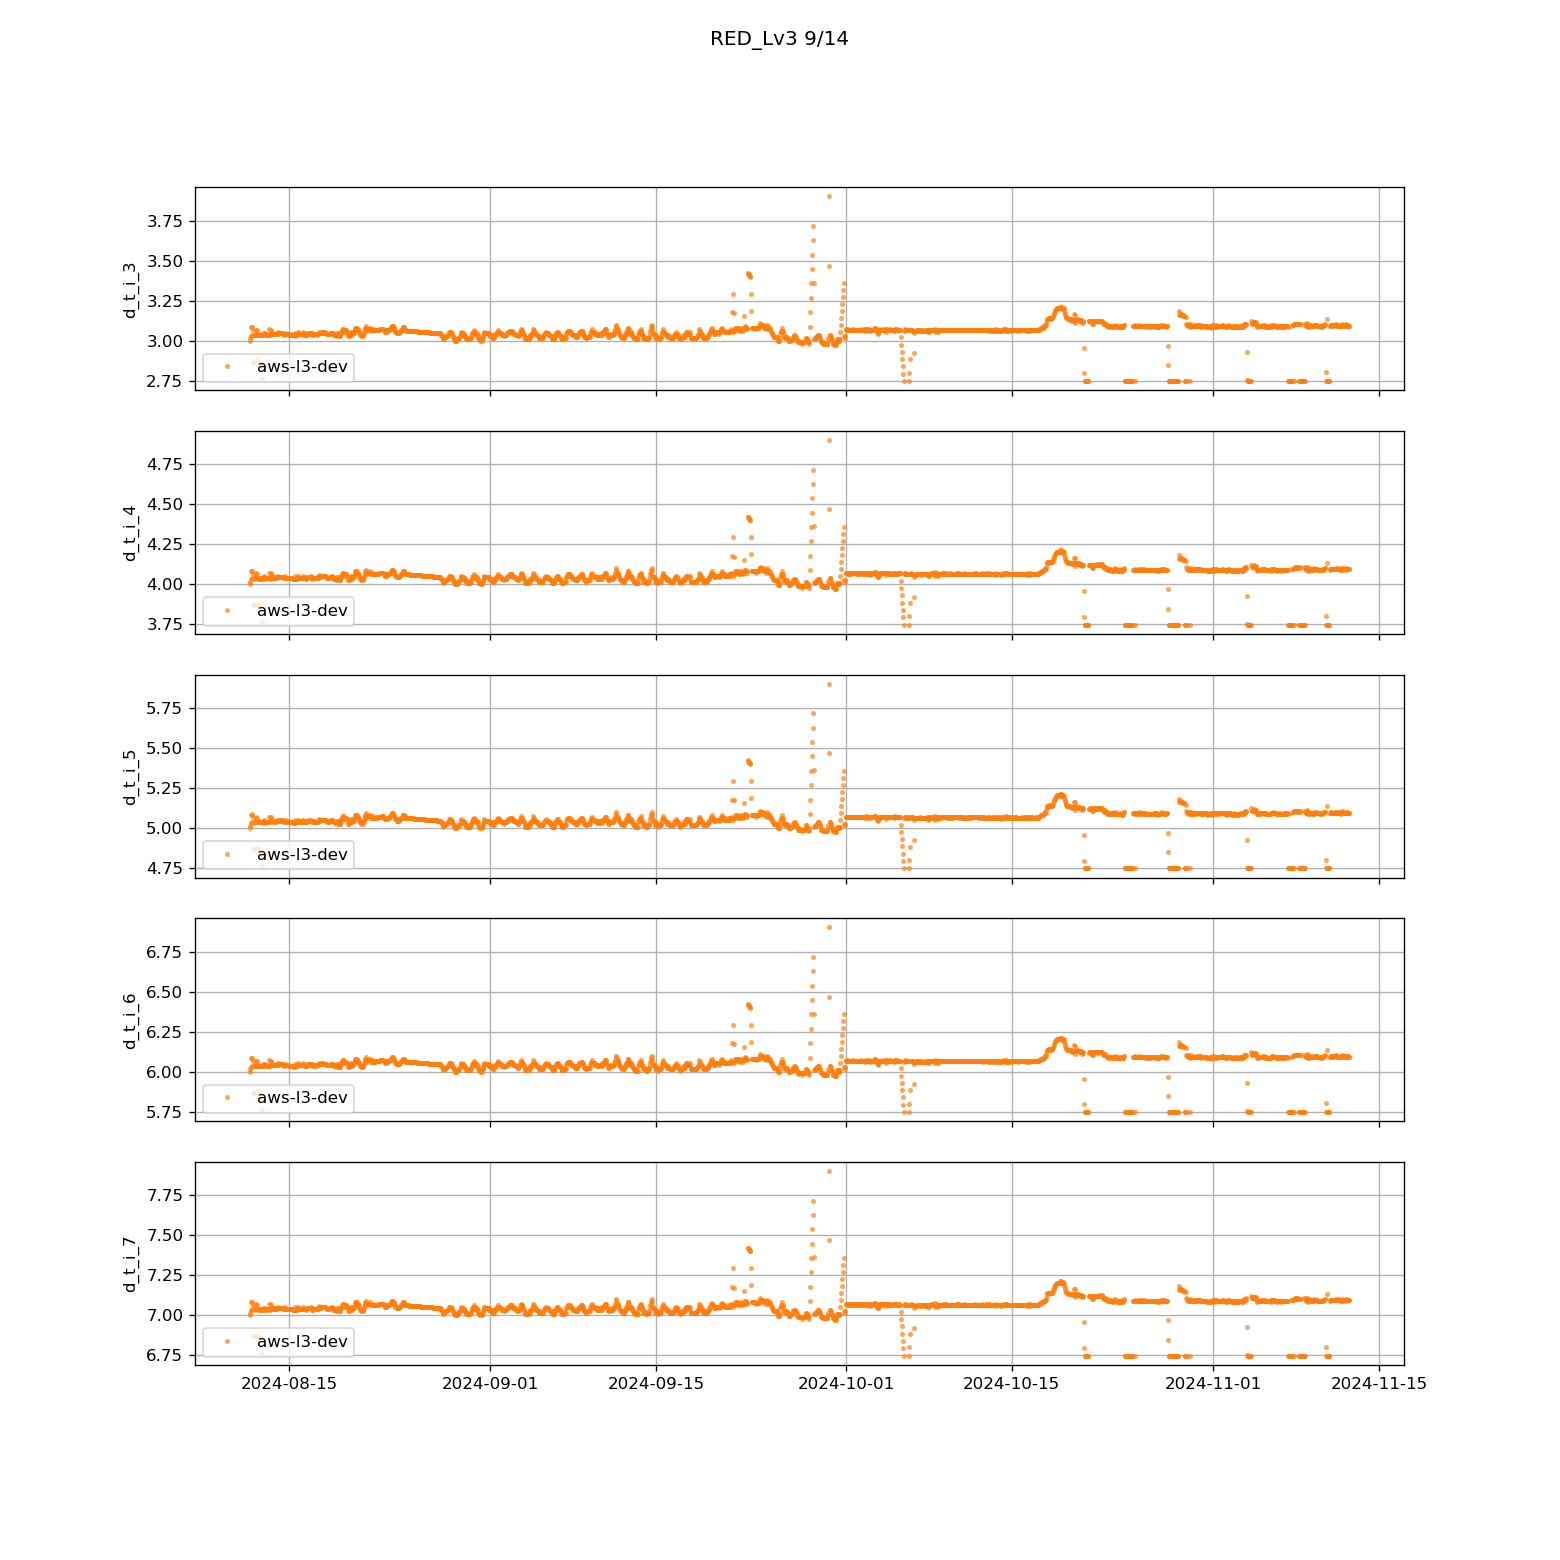 RED_Lv3 9/14
d_t_i_3
3.75
3.50
3.25
3.00
2.75
aws-l3-dev
d_t_i_4
4.75
4.50
4.25
4.00
3.75
aws-l3-dev
d_t_i_5
5.75
5.50
5.25
5.00
4.75
aws-l3-dev
d_t_i_6
6.75
6.50
6.25
6.00
5.75
aws-l3-dev
d_t_i_7
7.75
7.50
7.25
7.00
6.75
aws-l3-dev
2024-08-15 2024-09-01 2024-09-15 2024-10-01 2024-10-15 2024-11-01 2024-11-15